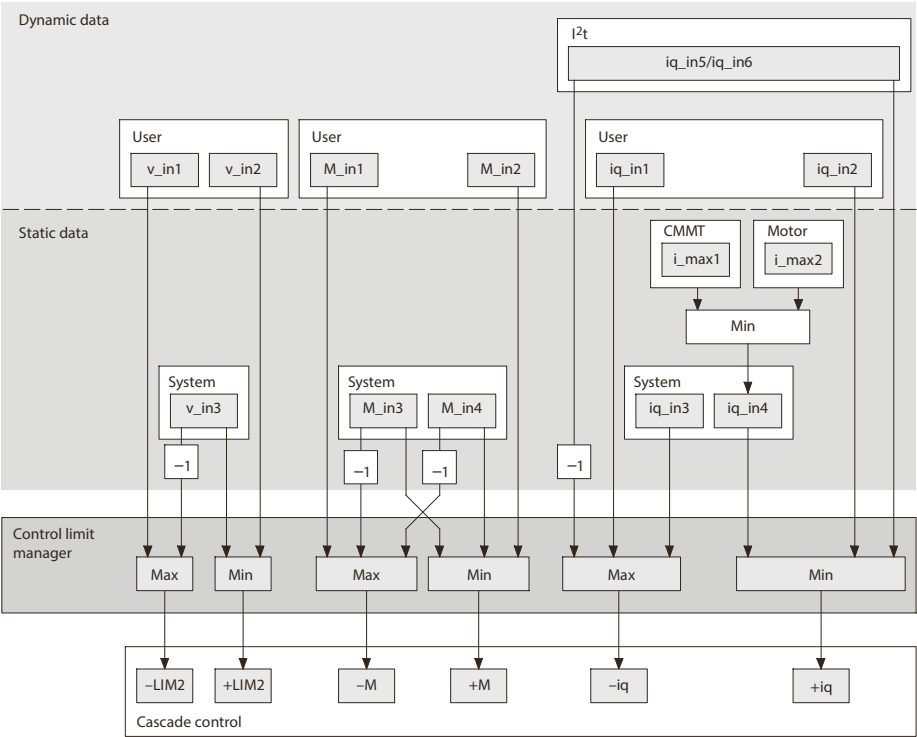 Dynamic data
I²t
iq_in5/iq_in6
User
User
User
v_in1
v_in2
M_in1
M_in2
iq_in1
iq_in2
Static data
CMMT
Motor
i_max1
i_max2
Min
System
System
System
v_in3
M_in3
M_in4
iq_in3
iq_in4
−1
−1
−1
−1
Control limit
manager
Max
Min
Max
Min
Max
Min
−LIM2
+LIM2
−M
+M
−iq
+iq
Cascade control